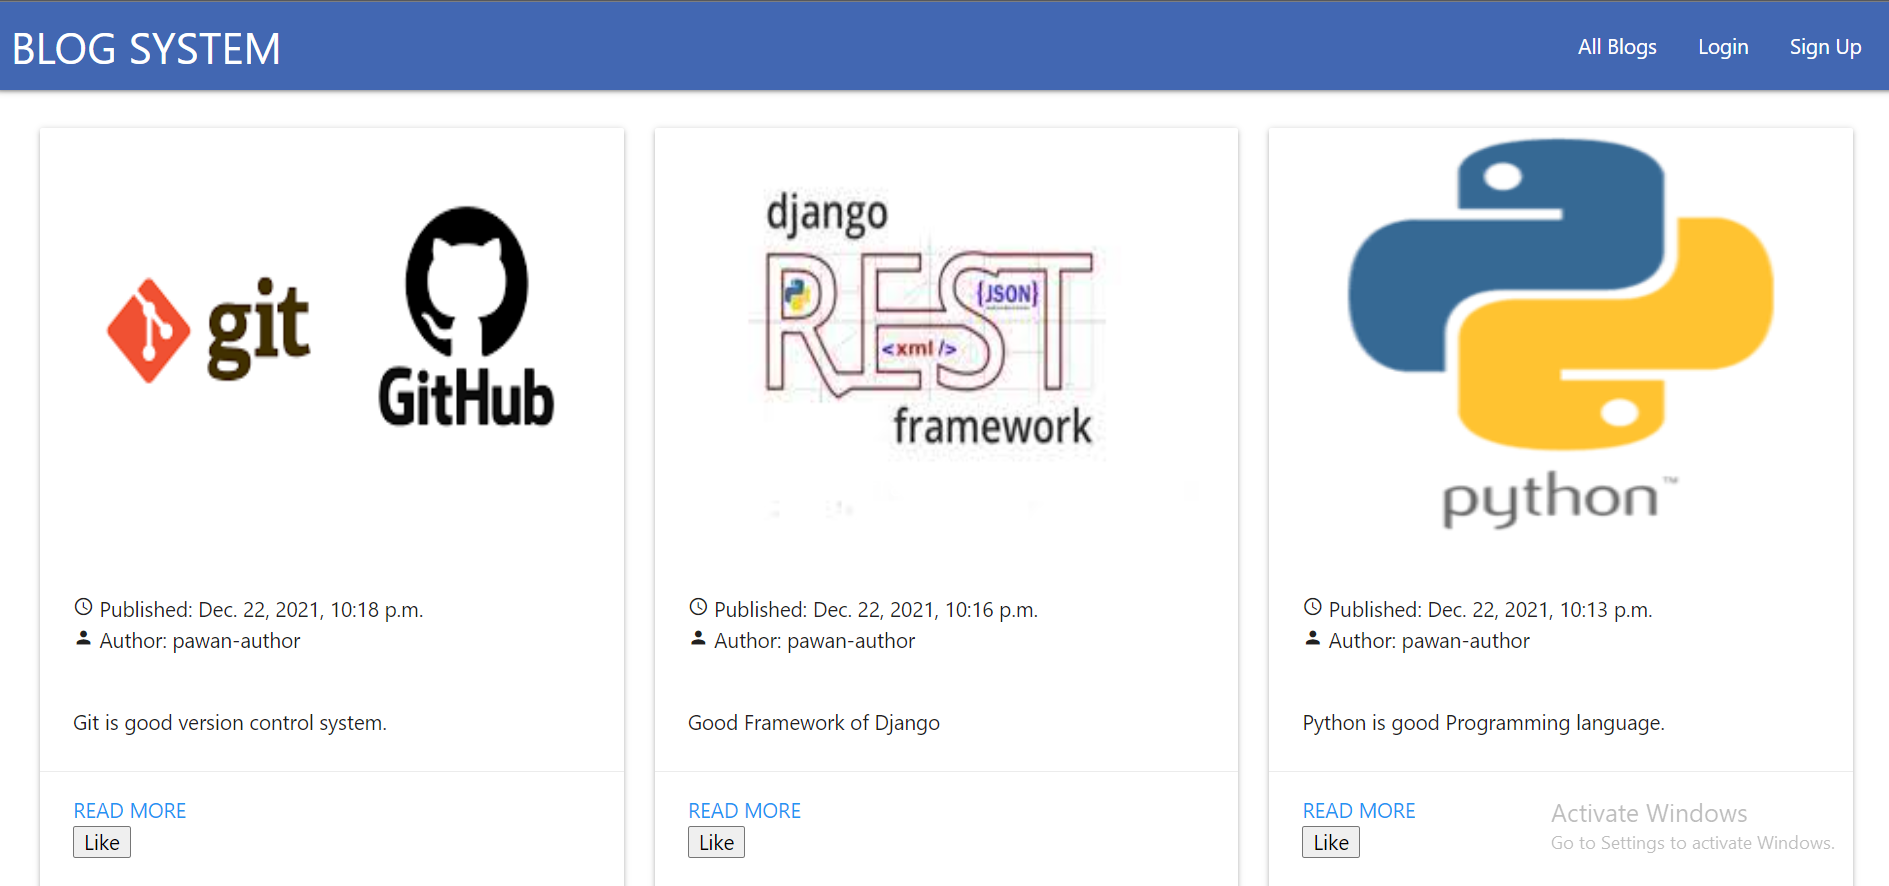 BLOG SYSTEM
All Blogs Login Sign Up
git
GitHub
django
REST
{JSON}
<xml />
framework
python™
Published: Dec. 22, 2021, 10:18 p.m.
Author: pawan-author
Git is good version control system.
READ MORE
Like
Published: Dec. 22, 2021, 10:16 p.m.
Author: pawan-author
Good Framework of Django
READ MORE
Like
Published: Dec. 22, 2021, 10:13 p.m.
Author: pawan-author
Python is good Programming language.
READ MORE
Like
Activate Windows
Go to Settings to activate Windows.